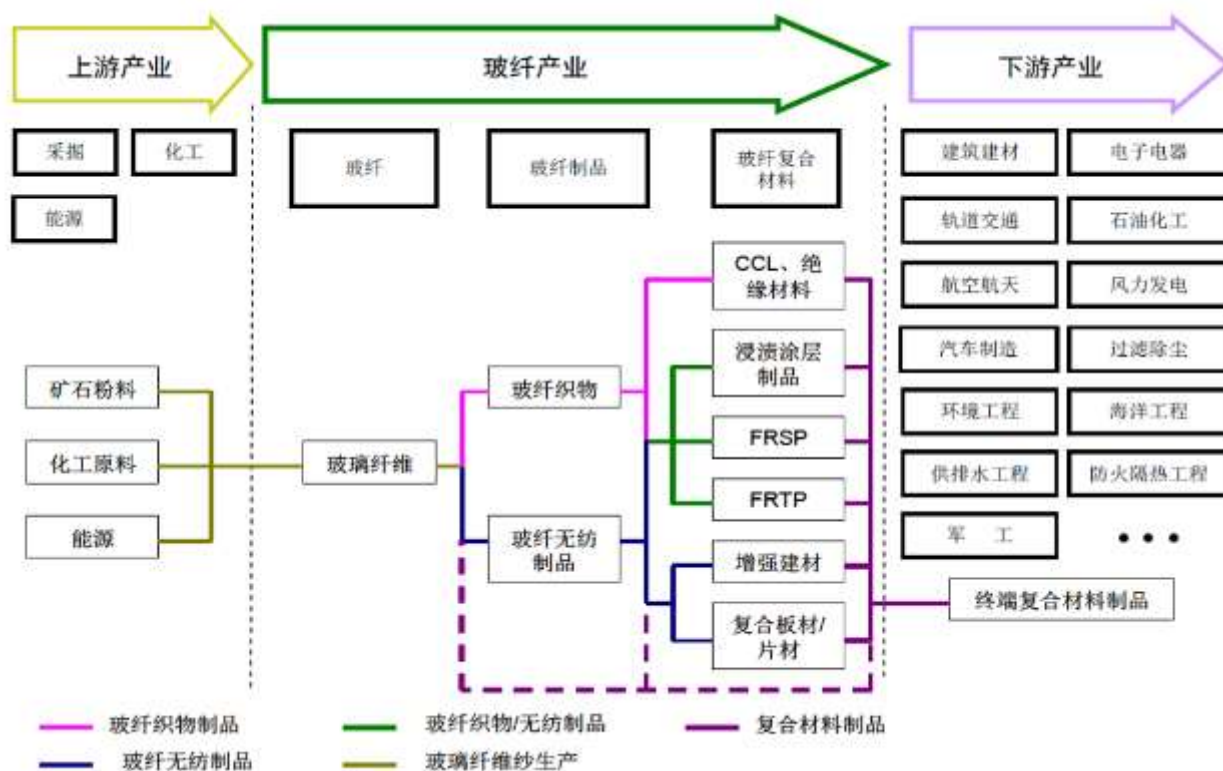 上游产业
玻纤产业
下游产业
采掘
化工
能源
玻纤
玻纤制品
玻纤复合
材料
建筑建材
电子电器
轨道交通
石油化工
航空航天
风力发电
汽车制造
过滤除尘
环境工程
海洋工程
供排水工程
防火隔热工程
军 工
•••
矿石粉料
化工原料
能源
玻璃纤维
玻纤织物
玻纤无纺
制品
CCL、绝
缘材料
浸渍涂层
制品
FRSP
FRTP
增强建材
复合板材/
片材
终端复合材料制品
玻纤织物制品
玻纤织物/无纺制品
复合材料制品
玻纤无纺制品
玻璃纤维纱生产